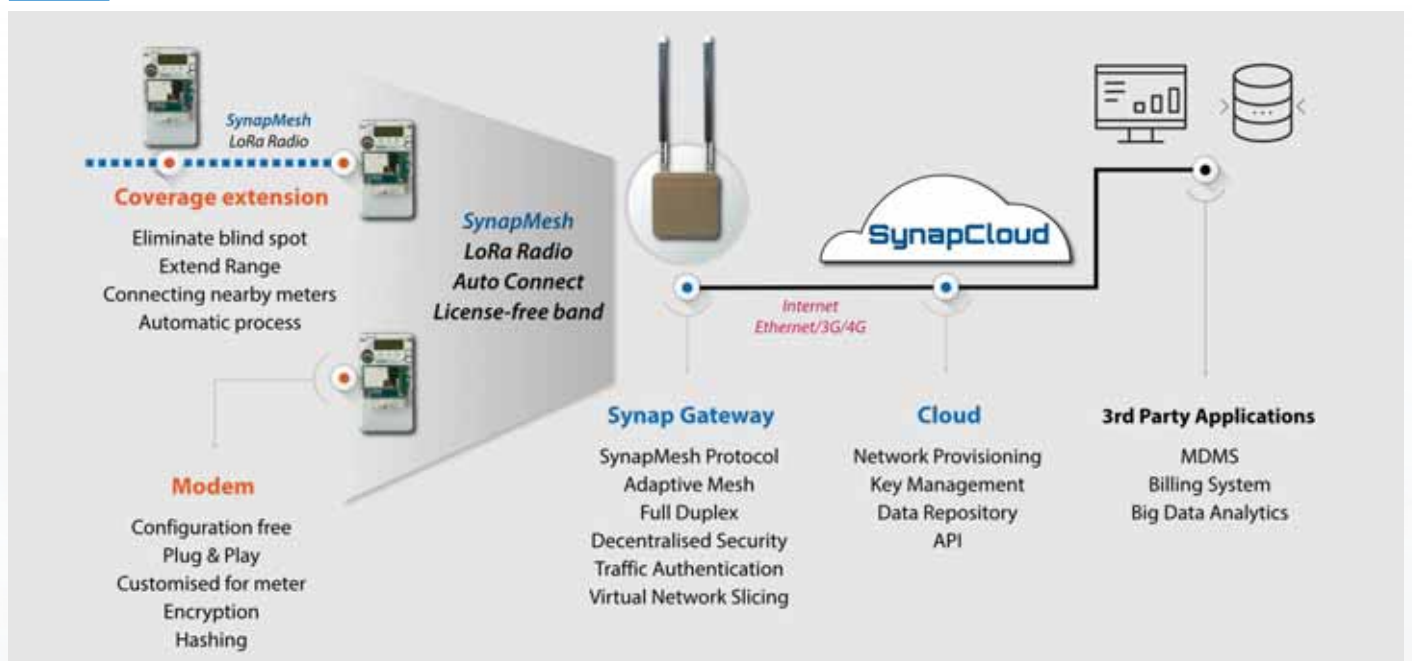 SynapMesh
LoRa Radio
Coverage extension
Eliminate blind spot
Extend Range
Connecting nearby meters
Automatic process
Modem
Configuration free
Plug & Play
Customised for meter
Encryption
Hashing
SynapMesh
LoRa Radio
Auto Connect
License-free band
Synap Gateway
SynapMesh Protocol
Adaptive Mesh
Full Duplex
Decentralised Security
Traffic Authentication
Virtual Network Slicing
Internet
Ethernet/3G/4G
SynapCloud
Cloud
Network Provisioning
Key Management
Data Repository
API
3rd Party Applications
MDMS
Billing System
Big Data Analytics